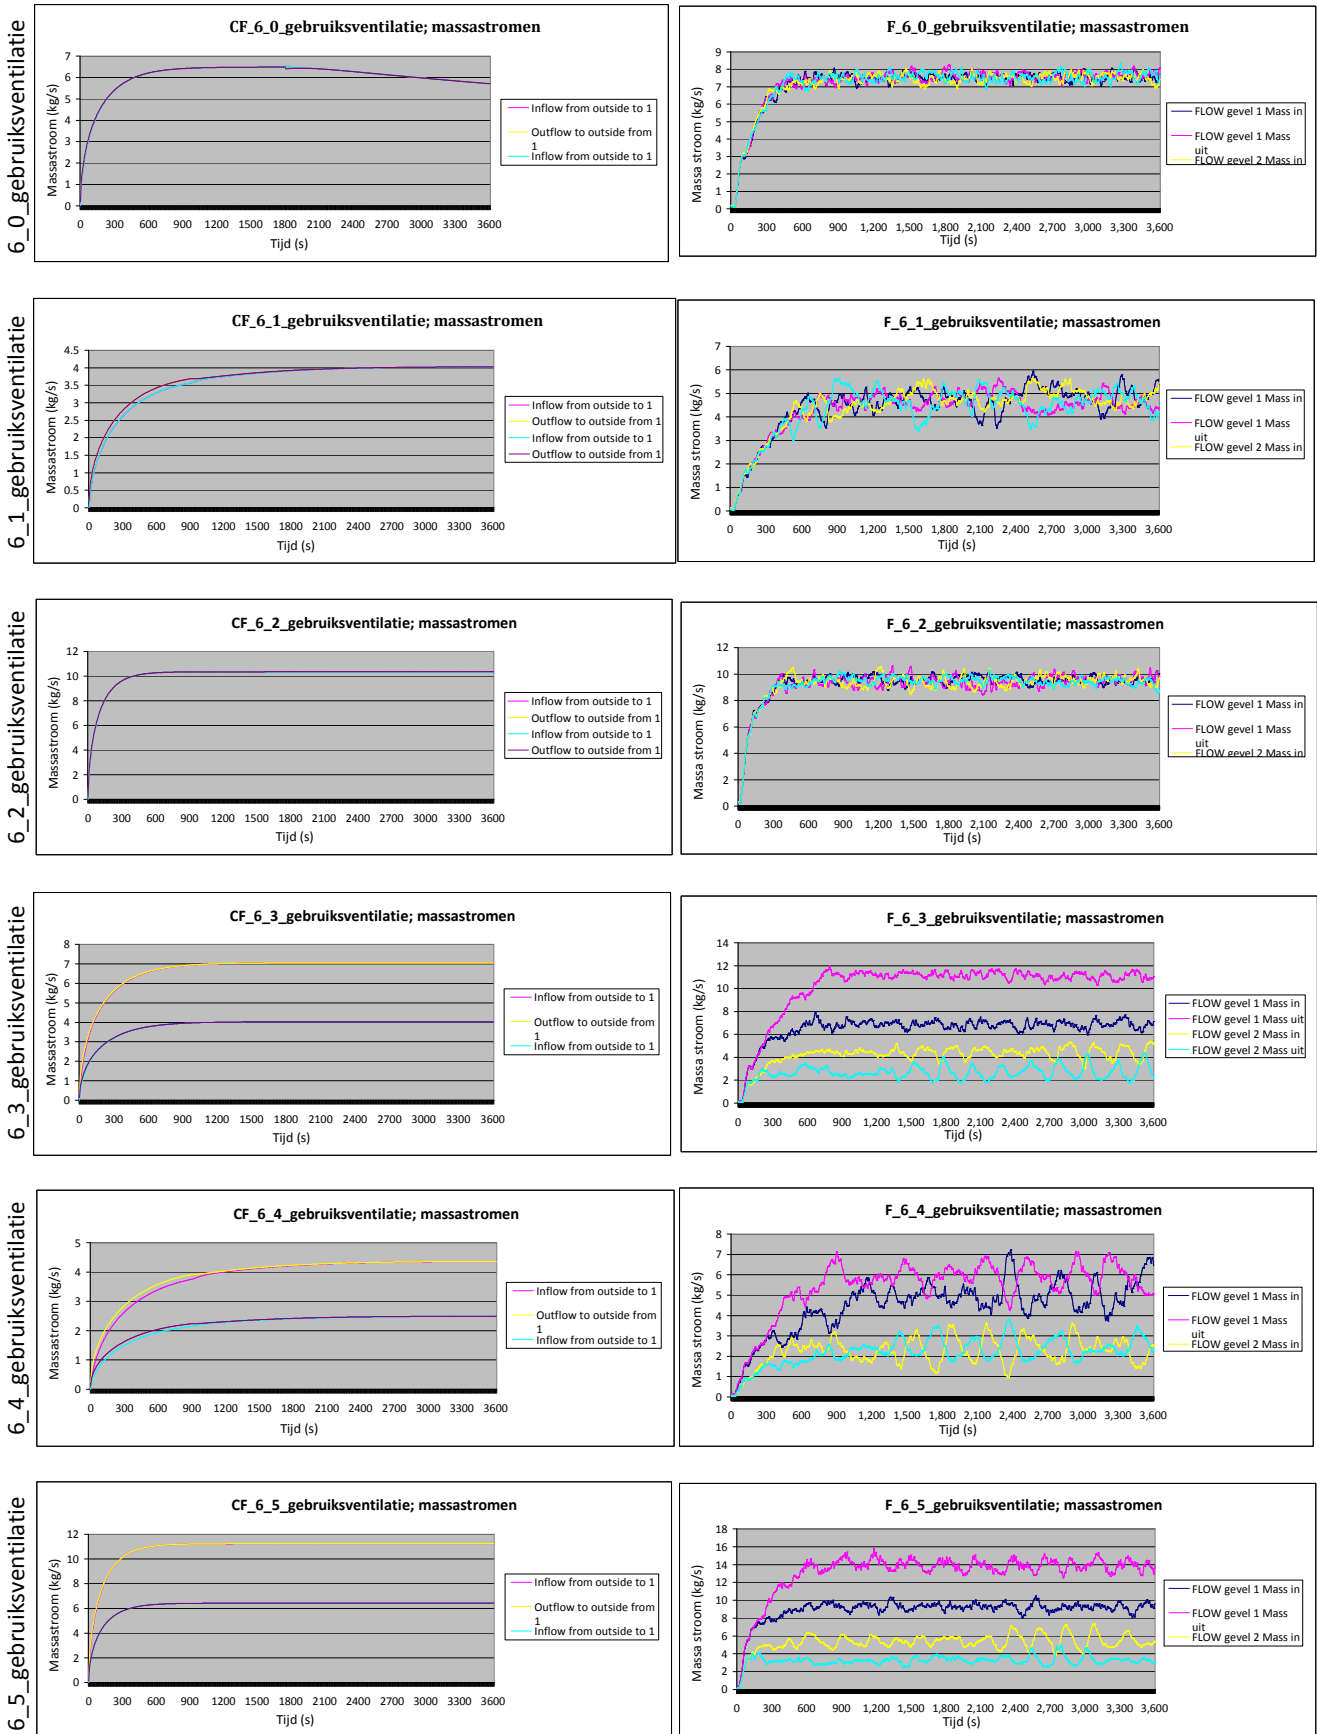 6_0_gebruiksventilatie
CF_6_0_gebruiksventilatie; massastromen
Massastroom (kg/s)
7
6
5
4
3
2
1
0
0 300 600 900 1200 1500 1800 2100 2400 2700 3000 3300 3600
Tijd (s)
Inflow from outside to 1
Outflow to outside from
1
Inflow from outside to 1
F_6_0_gebruiksventilatie; massastromen
Massa stroom (kg/s)
9
8
7
6
5
4
3
2
1
0
0 300 600 900 1,200 1,500 1,800 2,100 2,400 2,700 3,000 3,300 3,600
Tijd (s)
FLOW gevel 1 Mass in
FLOW gevel 1 Mass
uit
FLOW gevel 2 Mass in
6_1_gebruiksventilatie
CF_6_1_gebruiksventilatie; massastromen
Massastroom (kg/s)
4.5
4
3.5
3
2.5
2
1.5
1
0.5
0
0 300 600 900 1200 1500 1800 2100 2400 2700 3000 3300 3600
Tijd (s)
Inflow from outside to 1
Outflow to outside from 1
Inflow from outside to 1
Outflow to outside from 1
F_6_1_gebruiksventilatie; massastromen
Massa stroom (kg/s)
7
6
5
4
3
2
1
0
0 300 600 900 1,200 1,500 1,800 2,100 2,400 2,700 3,000 3,300 3,600
Tijd (s)
FLOW gevel 1 Mass in
FLOW gevel 1 Mass
uit
FLOW gevel 2 Mass in
6_2_gebruiksventilatie
CF_6_2_gebruiksventilatie; massastromen
Massastroom (kg/s)
12
10
8
6
4
2
0
0 300 600 900 1200 1500 1800 2100 2400 2700 3000 3300 3600
Tijd (s)
Inflow from outside to 1
Outflow to outside from 1
Inflow from outside to 1
Outflow to outside from 1
F_6_2_gebruiksventilatie; massastromen
Massa stroom (kg/s)
12
10
8
6
4
2
0
0 300 600 900 1,200 1,500 1,800 2,100 2,400 2,700 3,000 3,300 3,600
Tijd (s)
FLOW gevel 1 Mass in
FLOW gevel 1 Mass
uit
FLOW gevel 2 Mass in
6_3_gebruiksventilatie
CF_6_3_gebruiksventilatie; massastromen
Massastroom (kg/s)
8
7
6
5
4
3
2
1
0
0 300 600 900 1200 1500 1800 2100 2400 2700 3000 3300 3600
Tijd (s)
Inflow from outside to 1
Outflow to outside from
1
Inflow from outside to 1
F_6_3_gebruiksventilatie; massastromen
Massa stroom (kg/s)
14
12
10
8
6
4
2
0
0 300 600 900 1,200 1,500 1,800 2,100 2,400 2,700 3,000 3,300 3,600
Tijd (s)
FLOW gevel 1 Mass in
FLOW gevel 1 Mass uit
FLOW gevel 2 Mass in
FLOW gevel 2 Mass uit
6_4_gebruiksventilatie
CF_6_4_gebruiksventilatie; massastromen
Massastroom (kg/s)
5
4
3
2
1
0
0 300 600 900 1200 1500 1800 2100 2400 2700 3000 3300 3600
Tijd (s)
Inflow from outside to 1
Outflow to outside from
1
Inflow from outside to 1
F_6_4_gebruiksventilatie; massastromen
Massa stroom (kg/s)
8
7
6
5
4
3
2
1
0
0 300 600 900 1,200 1,500 1,800 2,100 2,400 2,700 3,000 3,300 3,600
Tijd (s)
FLOW gevel 1 Mass in
FLOW gevel 1 Mass
uit
FLOW gevel 2 Mass in
6_5_gebruiksventilatie
CF_6_5_gebruiksventilatie; massastromen
Massastroom (kg/s)
12
10
8
6
4
2
0
0 300 600 900 1200 1500 1800 2100 2400 2700 3000 3300 3600
Tijd (s)
Inflow from outside to 1
Outflow to outside from
1
Inflow from outside to 1
F_6_5_gebruiksventilatie; massastromen
Massa stroom (kg/s)
18
16
14
12
10
8
6
4
2
0
0 300 600 900 1,200 1,500 1,800 2,100 2,400 2,700 3,000 3,300 3,600
Tijd (s)
FLOW gevel 1 Mass in
FLOW gevel 1 Mass
uit
FLOW gevel 2 Mass in